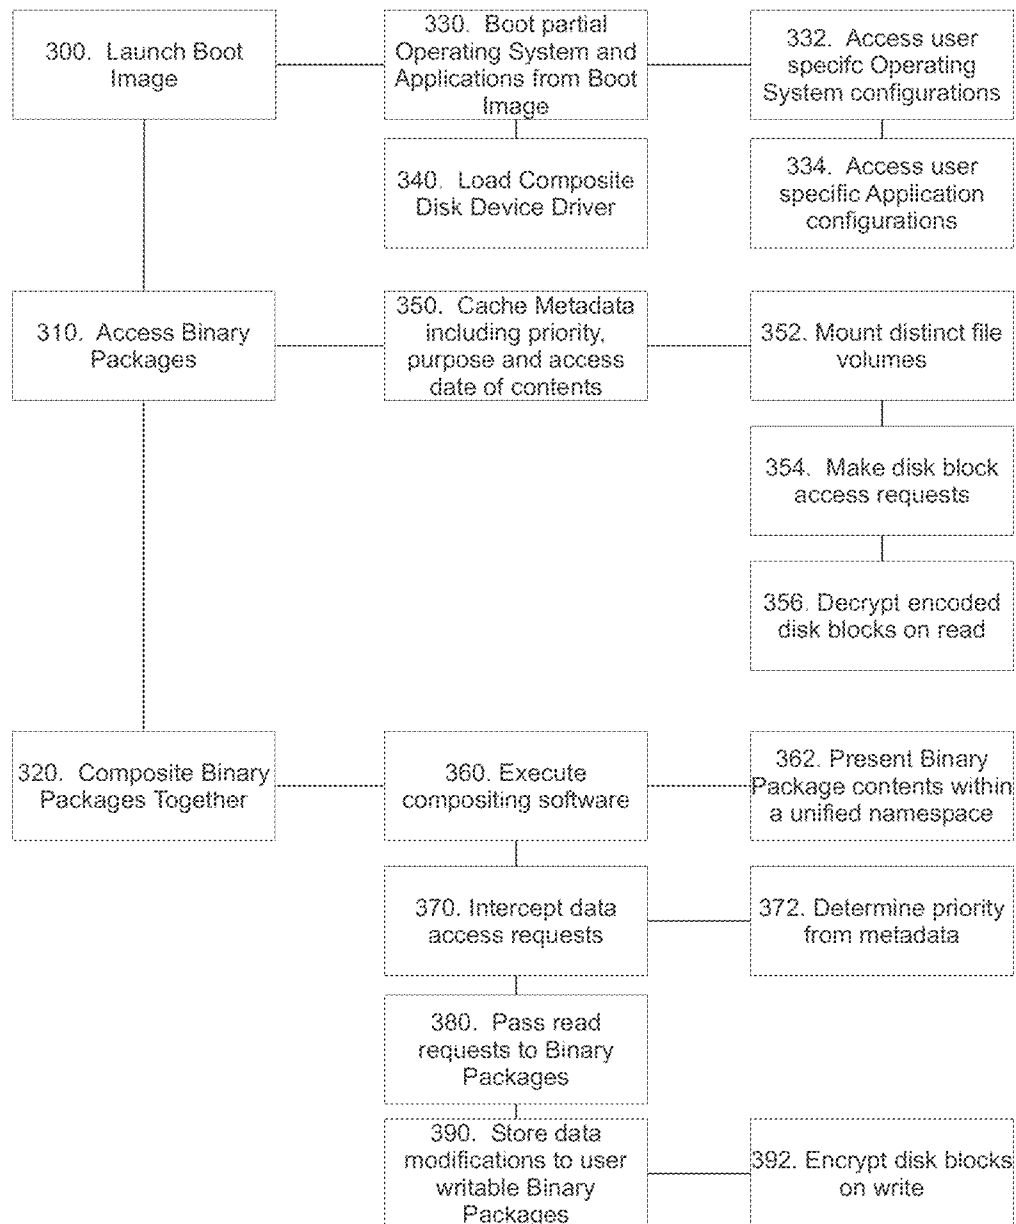 300. Launch Boot
Image
330. Boot partial
Operating System and
Applications from Boot
Image
332. Access user
specifc Operating
System configurations
340. Load Composite
Disk Device Driver
334. Access user
specific Application
configurations
310. Access Binary
Packages
350. Cache Metadata
including priority,
purpose and access
date of contents
352. Mount distinct file
volumes
354. Make disk block
access requests
356. Decrypt encoded
disk blocks on read
320. Composite Binary
Packages Together
360. Execute
compositing software
362. Present Binary
Package contents within
a unified namespace
370. Intercept data
access requests
372. Determine priority
from metadata
380. Pass read
requests to Binary
Packages
390. Store data
modifications to user
writable Binary
Packages
392. Encrypt disk blocks
on write